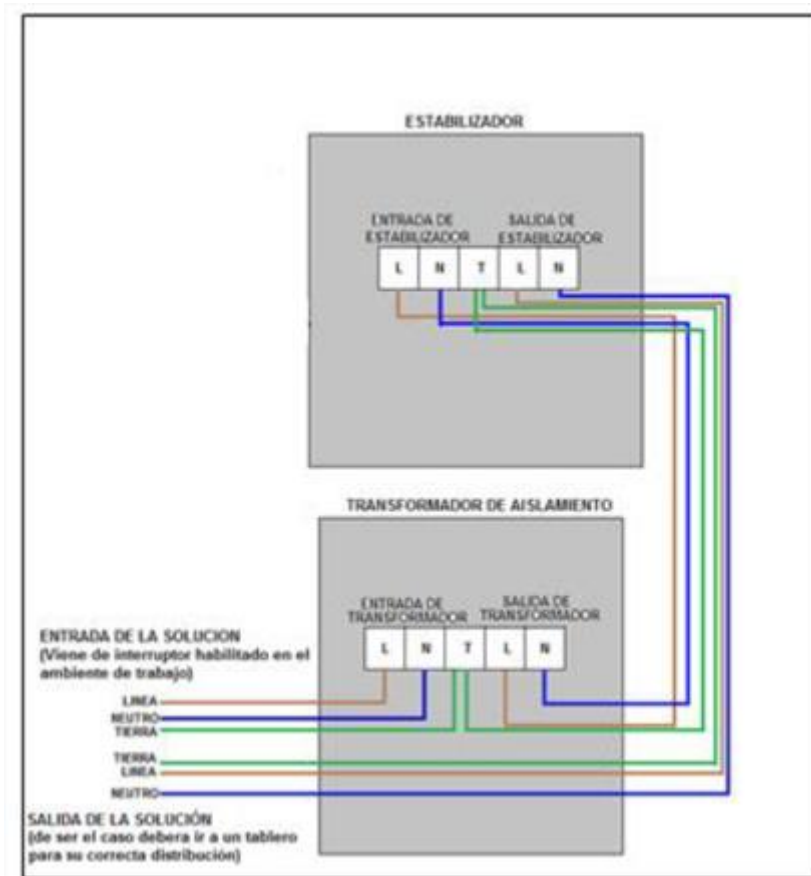 ESTABILIZADOR
ENTRADA DE
ESTABILIZADOR
SALIDA DE
ESTABILIZADOR
L N T L N
TRANSFORMADOR DE AISLAMIENTO
ENTRADA DE
TRANSFORMADOR
SALIDA DE
TRANSFORMADOR
L N T L N
ENTRADA DE LA SOLUCION
(Viene de interruptor habilitado en el
ambiente de trabajo)
LINEA
NEUTRO
TIERRA
TIERRA
LINEA
NEUTRO
SALIDA DE LA SOLUCIÓN
(de ser el caso debera ir a un tablero
para su correcta distribución)